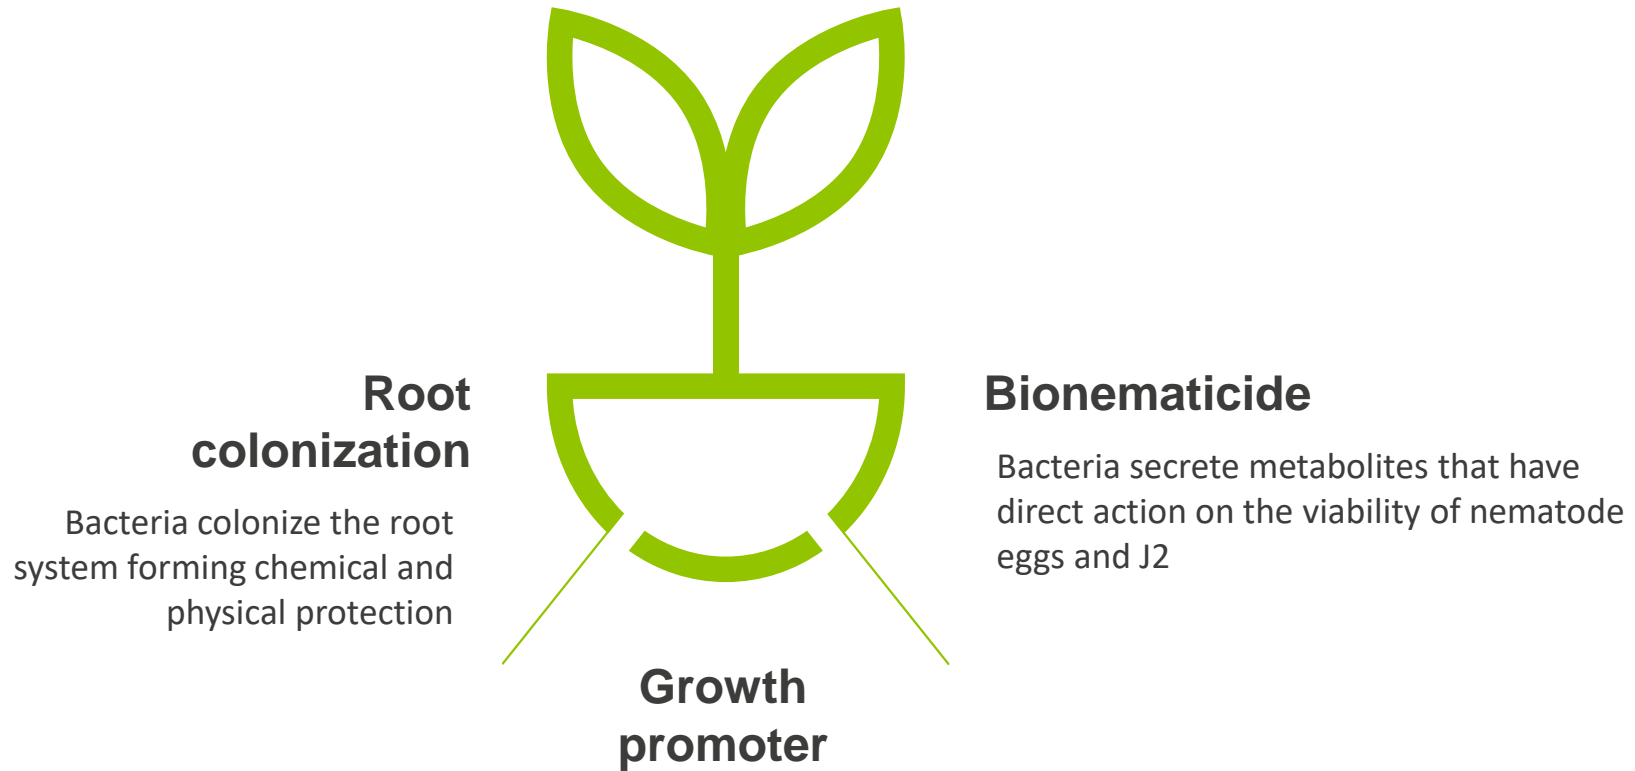 Root
colonization
Bacteria colonize the root
system forming chemical and
physical protection
Bionematicide
Bacteria secrete metabolites that have
direct action on the viability of nematode
eggs and J2
Growth
promoter